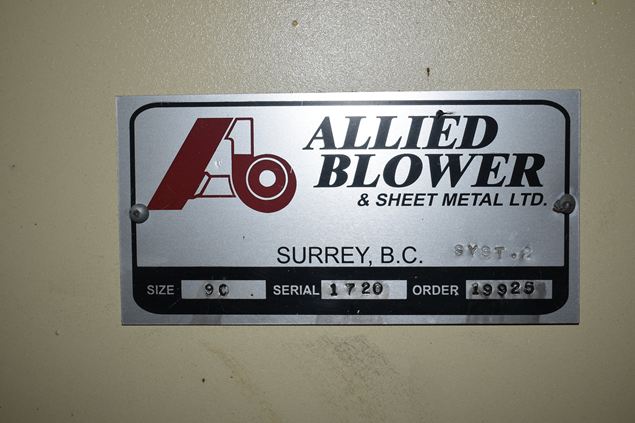 ALLIED
BLOWER
& SHEET METAL LTD.
SURREY, B.C. SYST.2
SIZE 90 SERIAL 1720 ORDER 19925